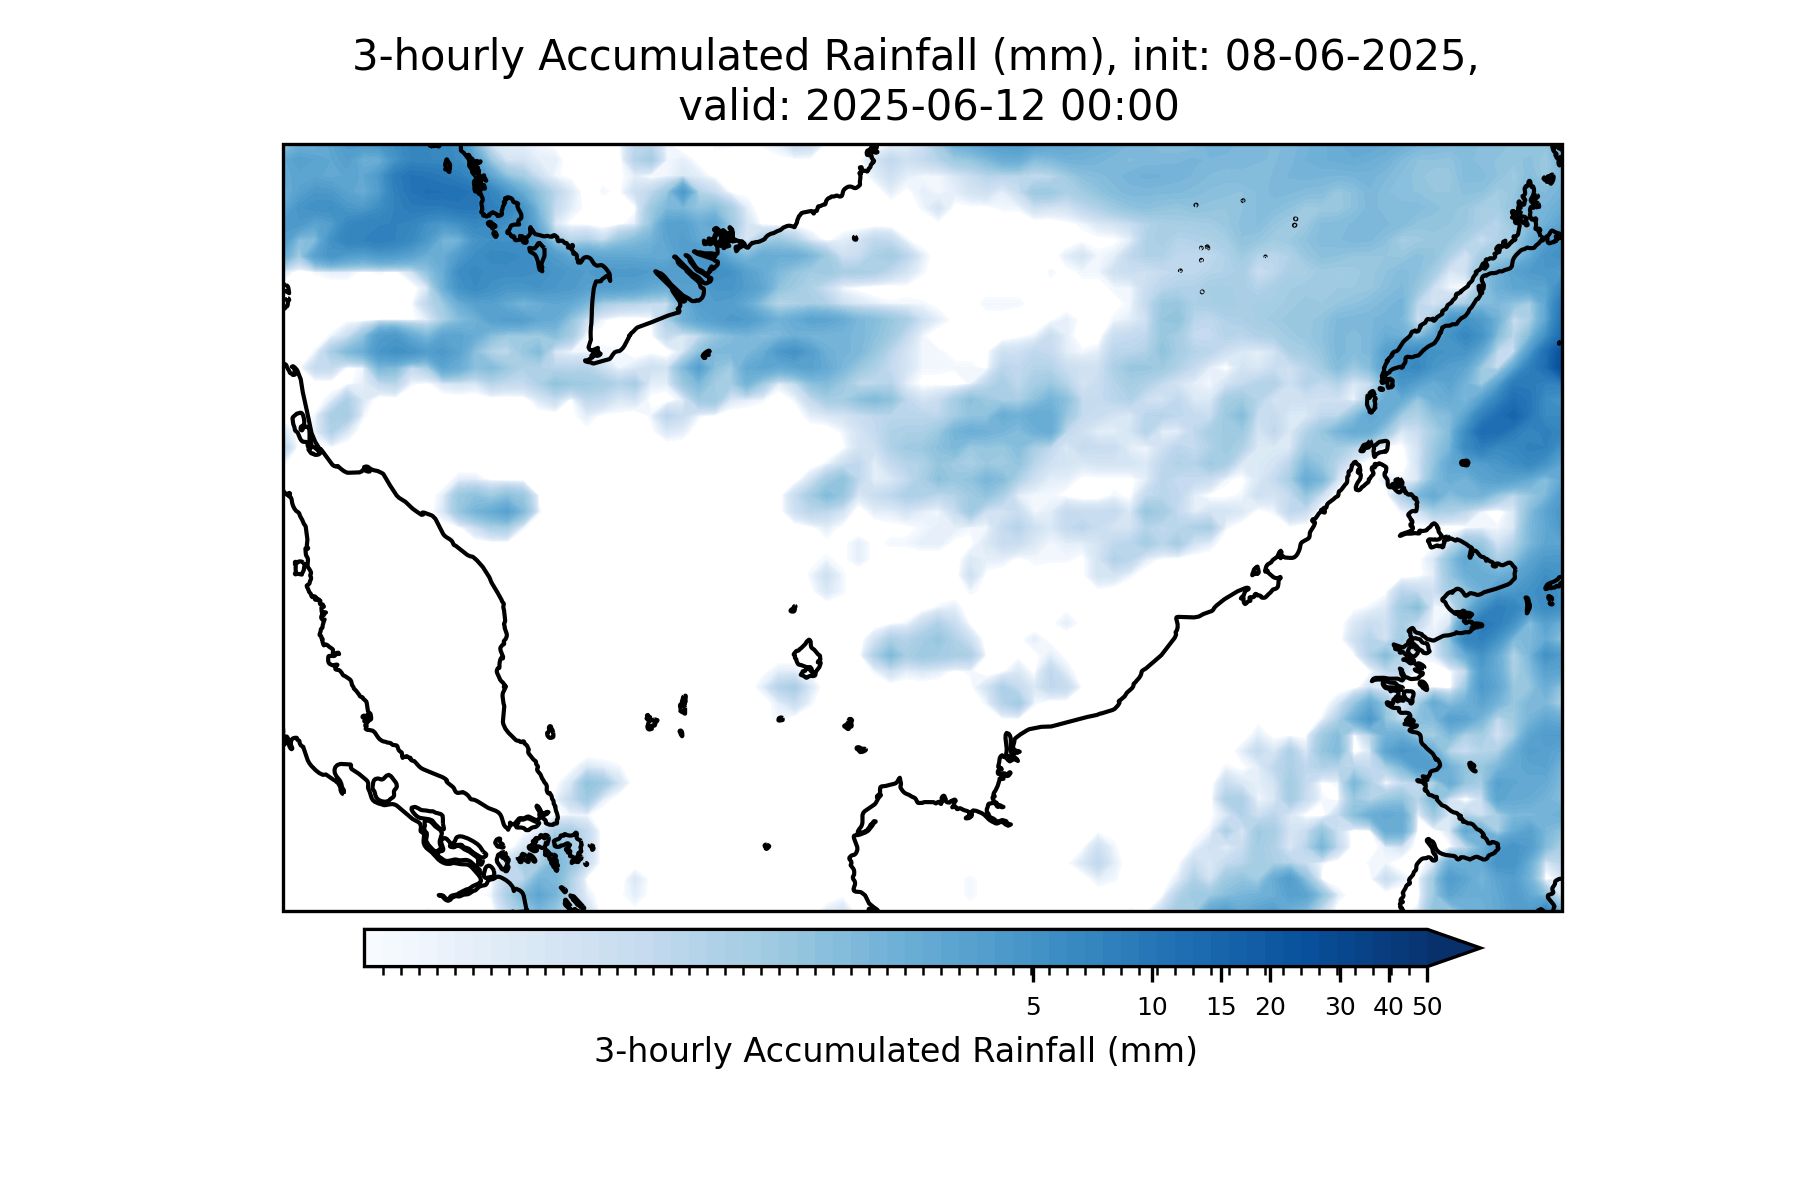 3-hourly Accumulated Rainfall (mm), init: 08-06-2025,
valid: 2025-06-12 00:00
5 10 15 20 30 40 50
3-hourly Accumulated Rainfall (mm)